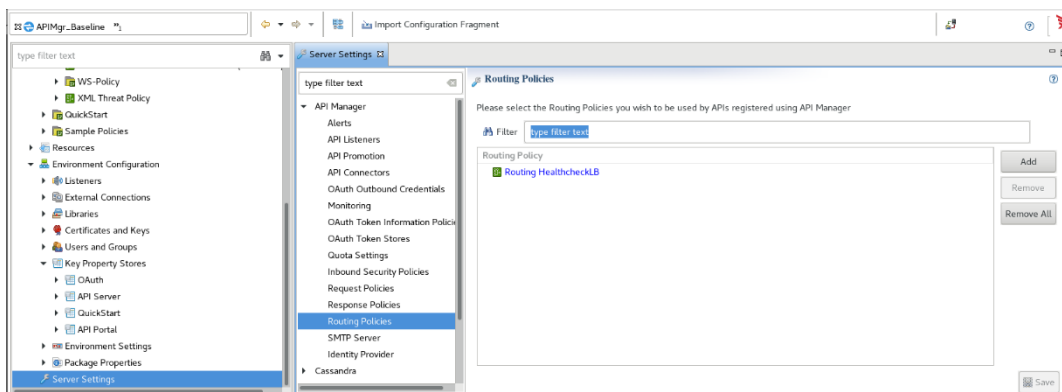 APIMgr_Baseline
Import Configuration Fragment
type filter text
WS-Policy
XML Threat Policy
QuickStart
Sample Policies
Resources
Environment Configuration
Listeners
External Connections
Libraries
Certificates and Keys
Users and Groups
Key Property Stores
OAuth
API Server
QuickStart
API Portal
Environment Settings
Package Properties
Server Settings
Server Settings
type filter text
API Manager
Alerts
API Listeners
API Promotion
API Connectors
OAuth Outbound Credentials
Monitoring
OAuth Token Information Policie
OAuth Token Stores
Quota Settings
Inbound Security Policies
Request Policies
Response Policies
Routing Policies
SMTP Server
Identity Provider
Cassandra
Routing Policies
Please select the Routing Policies you wish to be used by APIs registered using API Manager
Filter type filter text
Routing Policy
Routing HealthcheckLB
Add
Remove
Remove All
Save